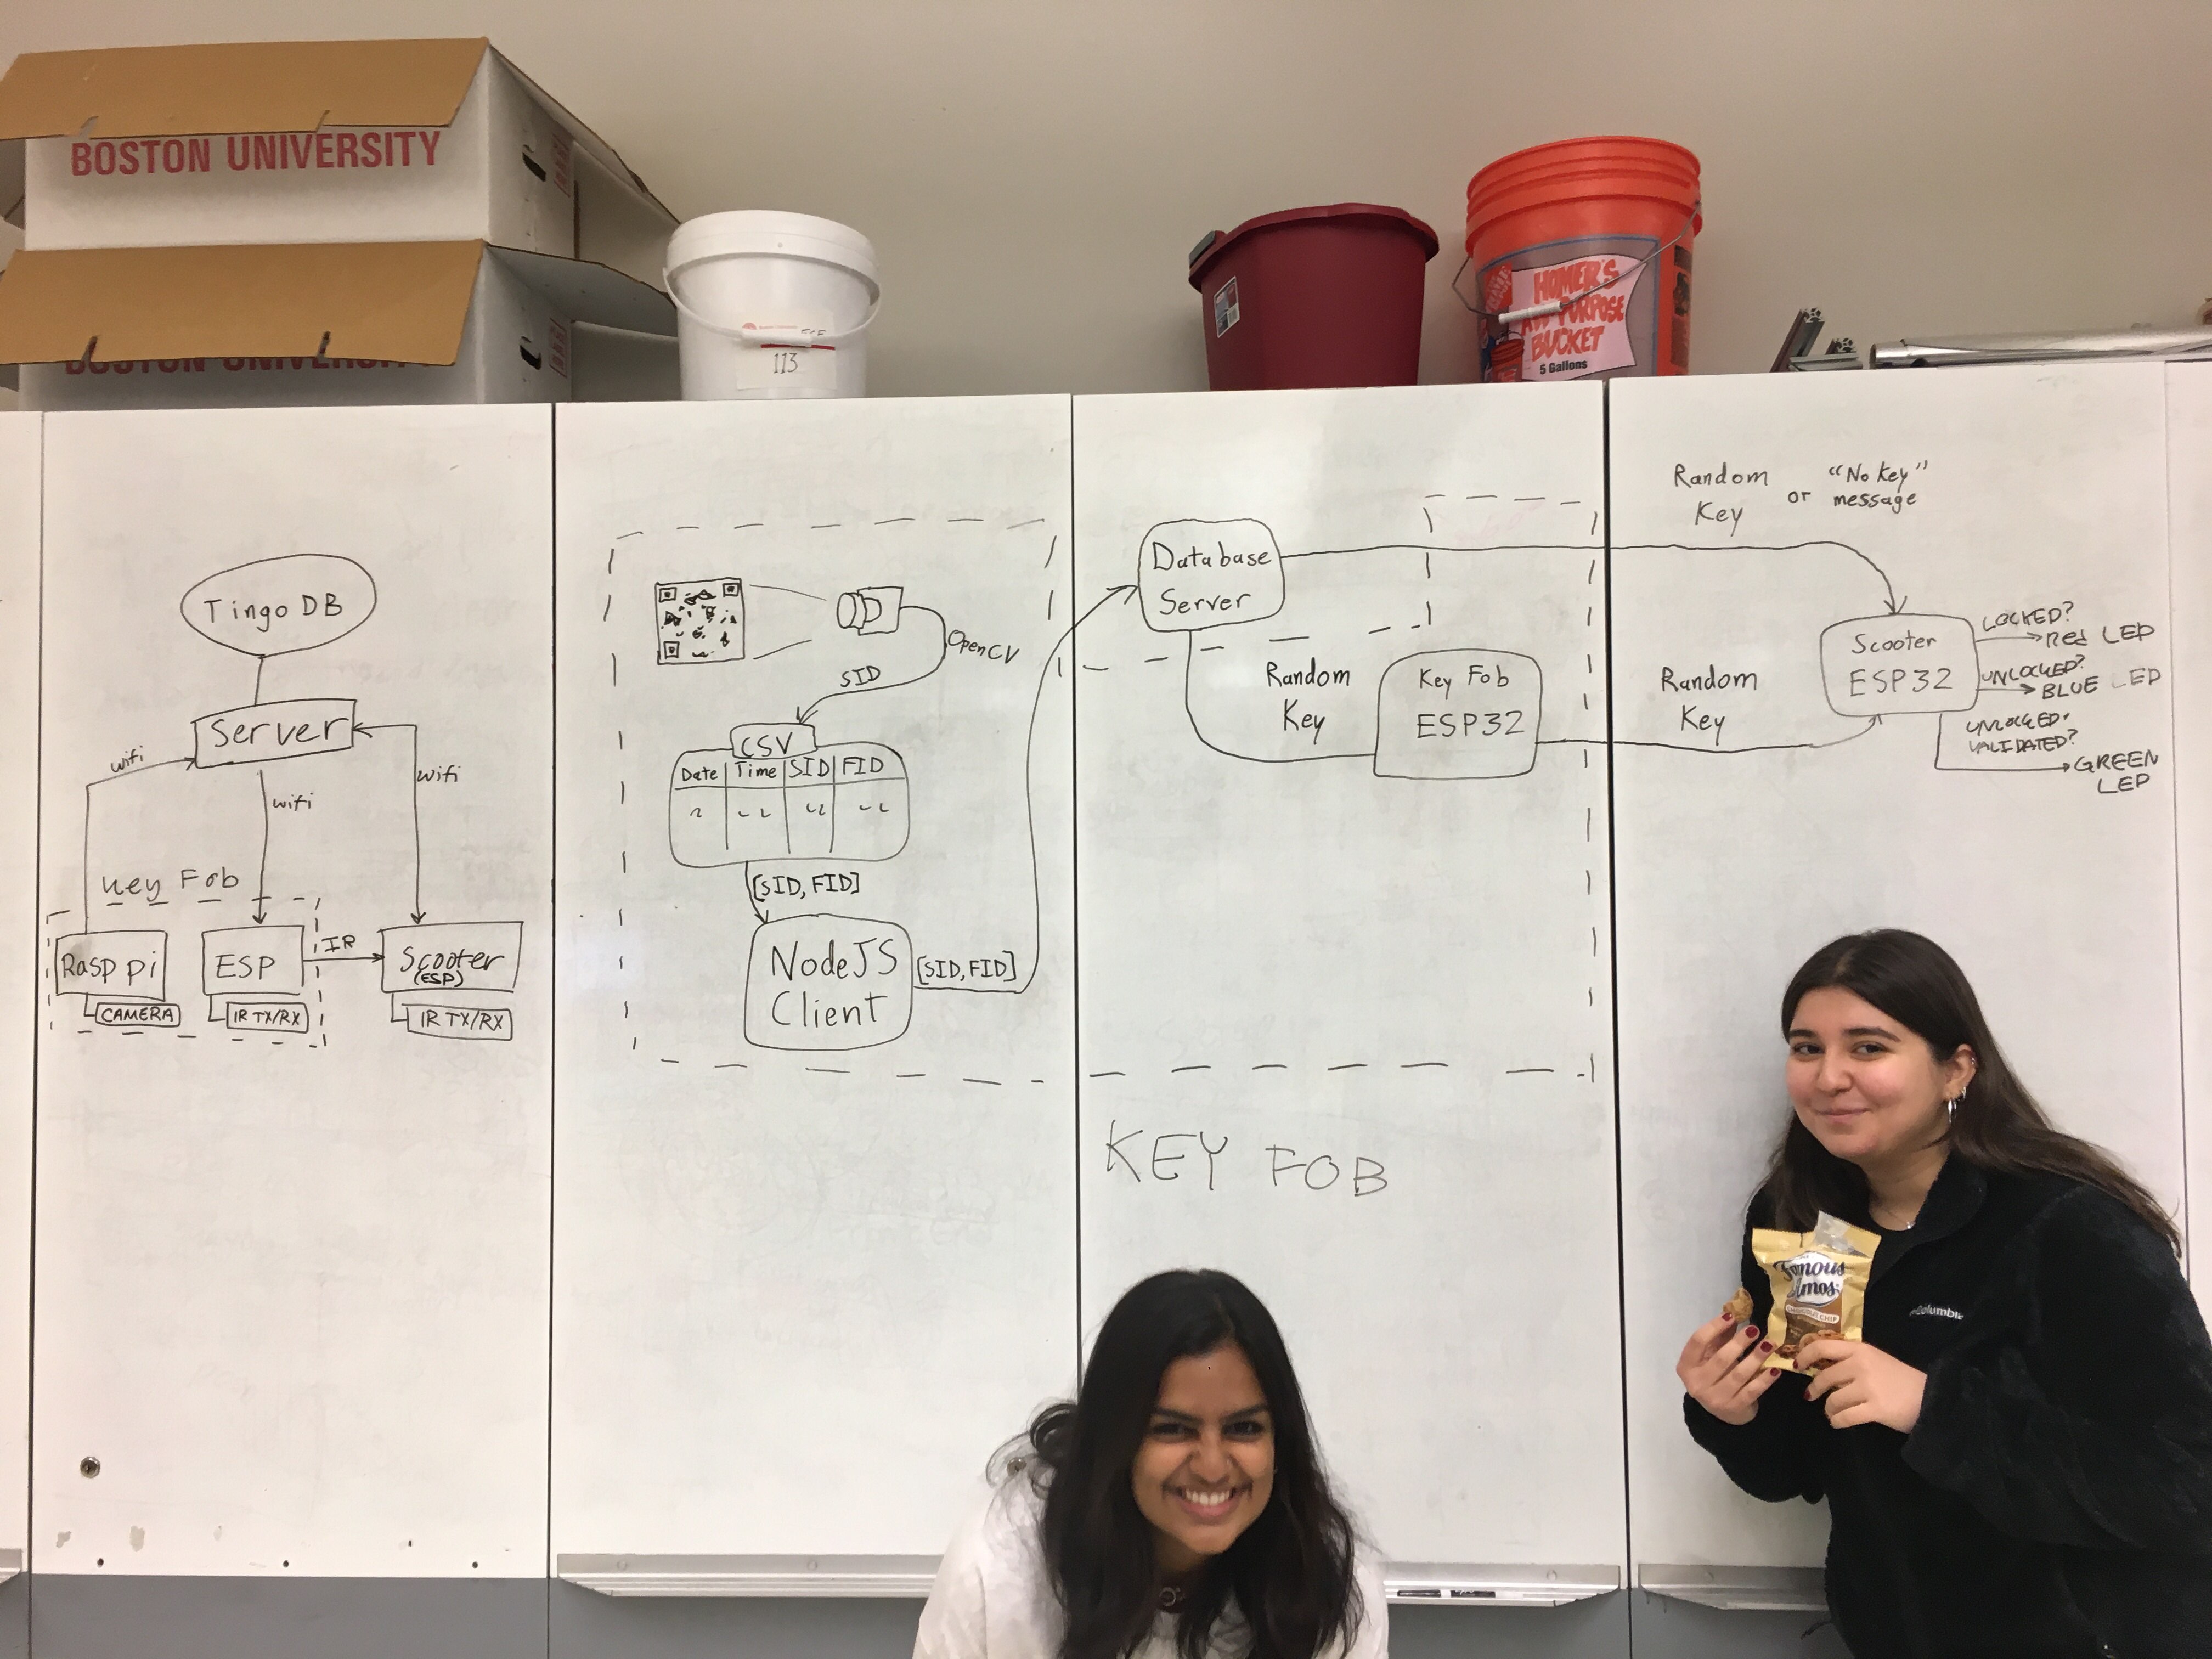 BOSTON UNIVERSITY
BOSTON UNIVERSITY
113
HOMER'S
ALL PURPOSE
BUCKET
5 Gallons
Tingo DB
Server
wifi
wifi
wifi
Key Fob
Rasp pi
CAMERA
ESP
IR TX/RX
IR
Scooter
(ESP)
IR TX/RX
OpenCV
SID
CSV
Date Time SID FID
[SID, FID]
NodeJS
Client
[SID, FID]
Database
Server
Random
Key
Key Fob
ESP32
KEY FOB
Random
Key
or
"No Key"
message
Random
Key
Scooter
ESP32
LOCKED?
Red LED
UNLOCKED?
BLUE LED
UNLOCKED.
VALIDATED?
GREEN
LED
Famous
Amos
CHOCOLATE CHIP
Columbia